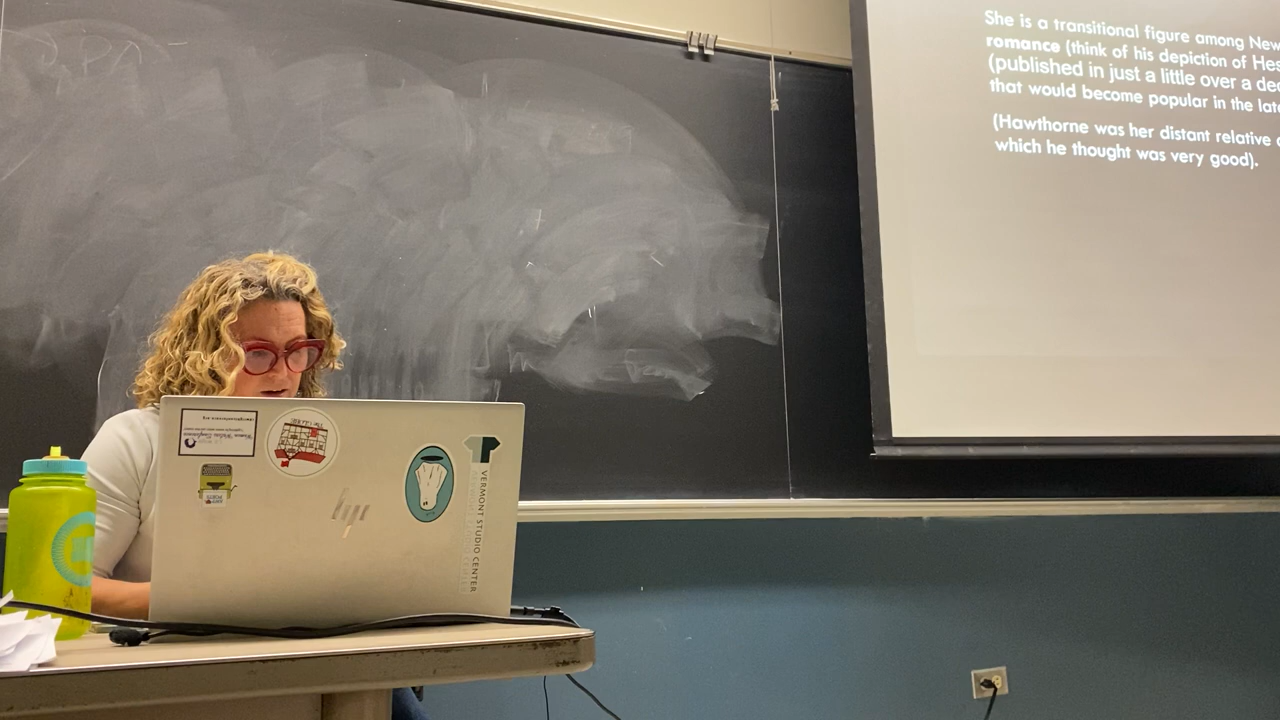 She is a transitional figure among New
romance (think of his depiction of Hes
(published in just a little over a dec
that would become popular in the late
(Hawthorne was her distant relative
which he thought was very good).
VERMONT STUDIO CENTER
hp